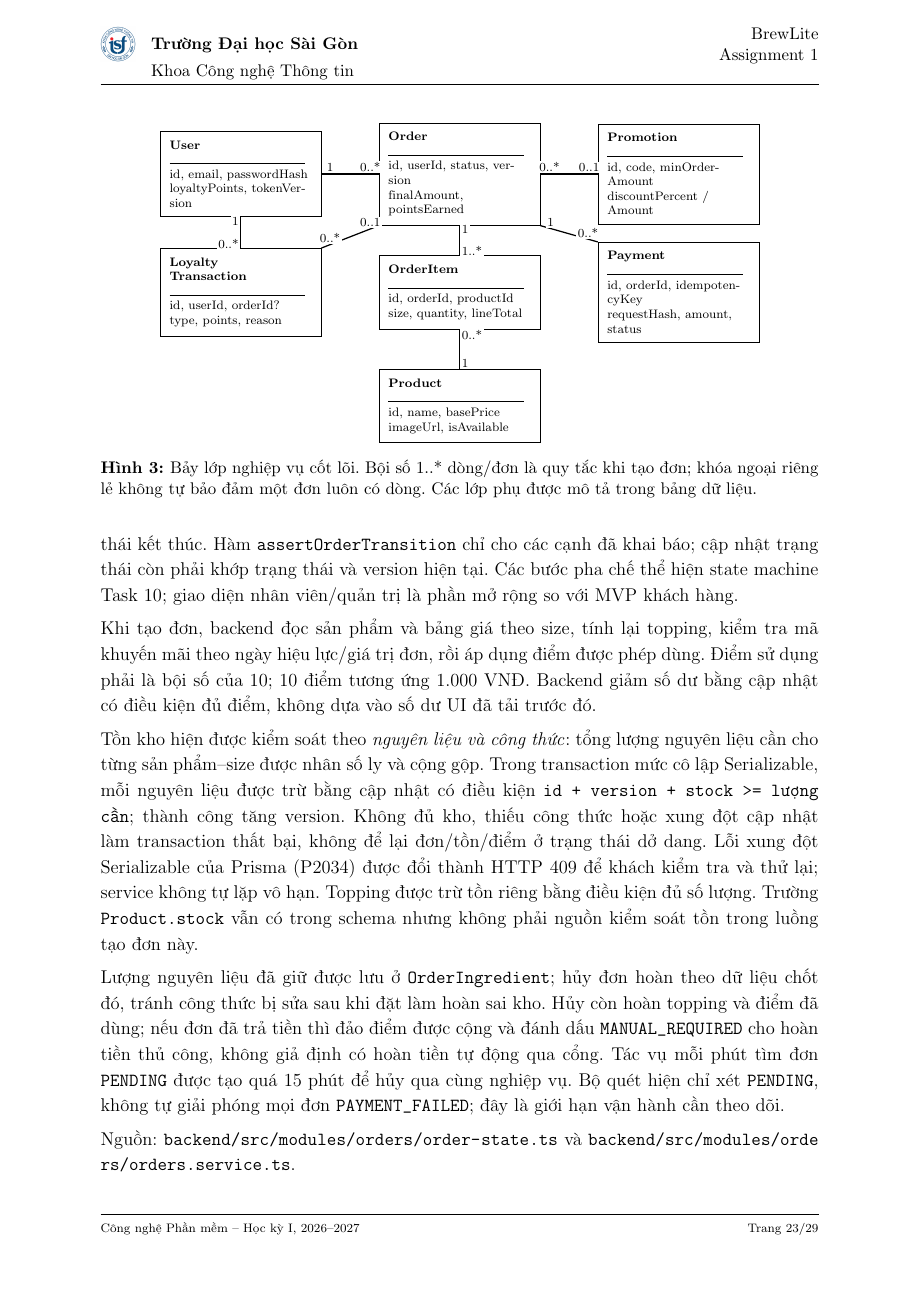 Trường Đại học Sài Gòn
Khoa Công nghệ Thông tin
BrewLite
Assignment 1
isf
User
id, email, passwordHash
loyaltyPoints, tokenVer-
sion
1
0..*
Order
id, userId, status, ver-
sion
finalAmount,
pointsEarned
0..*
0..1
Promotion
id, code, minOrder-
Amount
discountPercent /
Amount
1
0..*
0..*
0..1
1
1..*
1
0..*
Loyalty
Transaction
id, userId, orderId?
type, points, reason
OrderItem
id, orderId, productId
size, quantity, lineTotal
Payment
id, orderId, idempoten-
cyKey
requestHash, amount,
status
0..*
1
Product
id, name, basePrice
imageUrl, isAvailable
Hình 3: Bảy lớp nghiệp vụ cốt lõi. Bội số 1..* dòng/đơn là quy tắc khi tạo đơn; khóa ngoại riêng
lẻ không tự bảo đảm một đơn luôn có dòng. Các lớp phụ được mô tả trong bảng dữ liệu.
thái kết thúc. Hàm assertOrderTransition chỉ cho các cạnh đã khai báo; cập nhật trạng
thái còn phải khớp trạng thái và version hiện tại. Các bước pha chế thể hiện state machine
Task 10; giao diện nhân viên/quản trị là phần mở rộng so với MVP khách hàng.
Khi tạo đơn, backend đọc sản phẩm và bảng giá theo size, tính lại topping, kiểm tra mã
khuyến mãi theo ngày hiệu lực/giá trị đơn, rồi áp dụng điểm được phép dùng. Điểm sử dụng
phải là bội số của 10; 10 điểm tương ứng 1.000 VNĐ. Backend giảm số dư bằng cập nhật
có điều kiện đủ điểm, không dựa vào số dư UI đã tải trước đó.
Tồn kho hiện được kiểm soát theo nguyên liệu và công thức: tổng lượng nguyên liệu cần cho
từng sản phẩm–size được nhân số ly và cộng gộp. Trong transaction mức cô lập Serializable,
mỗi nguyên liệu được trừ bằng cập nhật có điều kiện id + version + stock >= lượng
cần; thành công tăng version. Không đủ kho, thiếu công thức hoặc xung đột cập nhật
làm transaction thất bại, không để lại đơn/tồn/điểm ở trạng thái dở dang. Lỗi xung đột
Serializable của Prisma (P2034) được đổi thành HTTP 409 để khách kiểm tra và thử lại;
service không tự lặp vô hạn. Topping được trừ tồn riêng bằng điều kiện đủ số lượng. Trường
Product.stock vẫn có trong schema nhưng không phải nguồn kiểm soát tồn trong luồng
tạo đơn này.
Lượng nguyên liệu đã giữ được lưu ở OrderIngredient; hủy đơn hoàn theo dữ liệu chốt
đó, tránh công thức bị sửa sau khi đặt làm hoàn sai kho. Hủy còn hoàn topping và điểm đã
dùng; nếu đơn đã trả tiền thì đảo điểm được cộng và đánh dấu MANUAL_REQUIRED cho hoàn
tiền thủ công, không giả định có hoàn tiền tự động qua cổng. Tác vụ mỗi phút tìm đơn
PENDING được tạo quá 15 phút để hủy qua cùng nghiệp vụ. Bộ quét hiện chỉ xét PENDING,
không tự giải phóng mọi đơn PAYMENT_FAILED; đây là giới hạn vận hành cần theo dõi.
Nguồn: backend/src/modules/orders/order-state.ts và backend/src/modules/orde
rs/orders.service.ts.
Công nghệ Phần mềm – Học kỳ I, 2026–2027
Trang 23/29